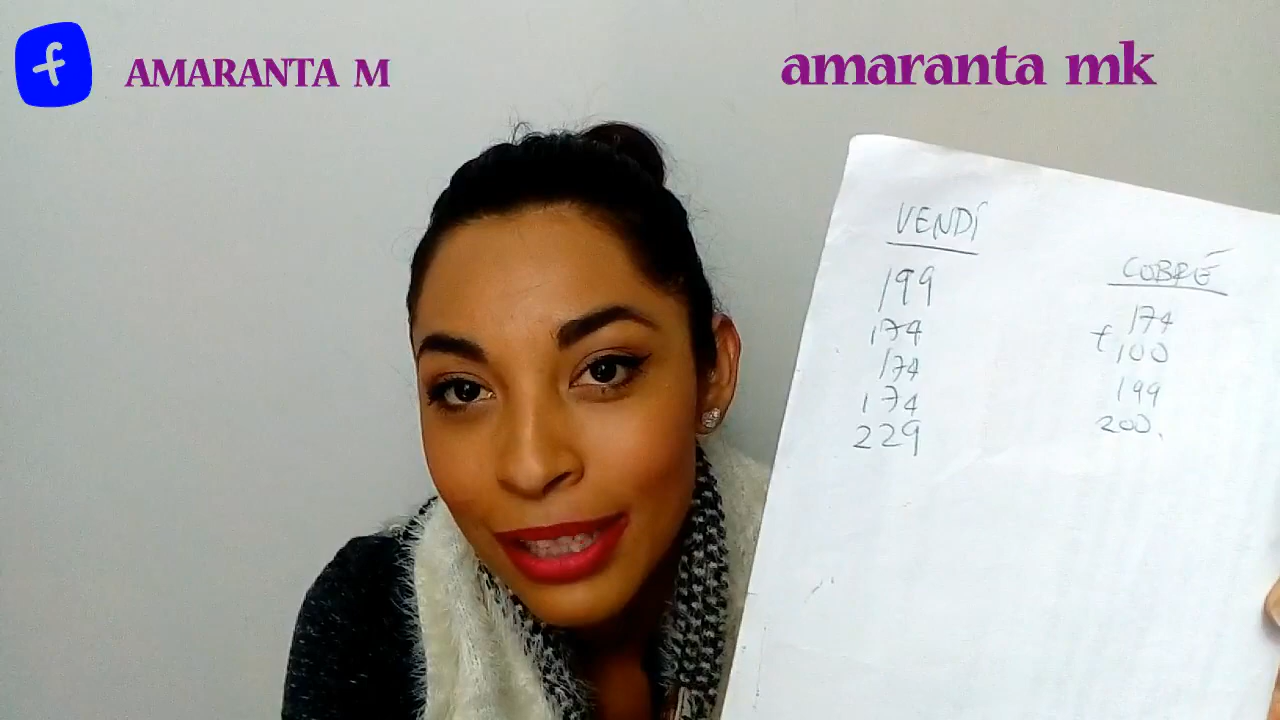 f
AMARANTA M
amaranta mk
VENDÍ
199
174
174
174
229
COBRÉ
174
+100
199
200.